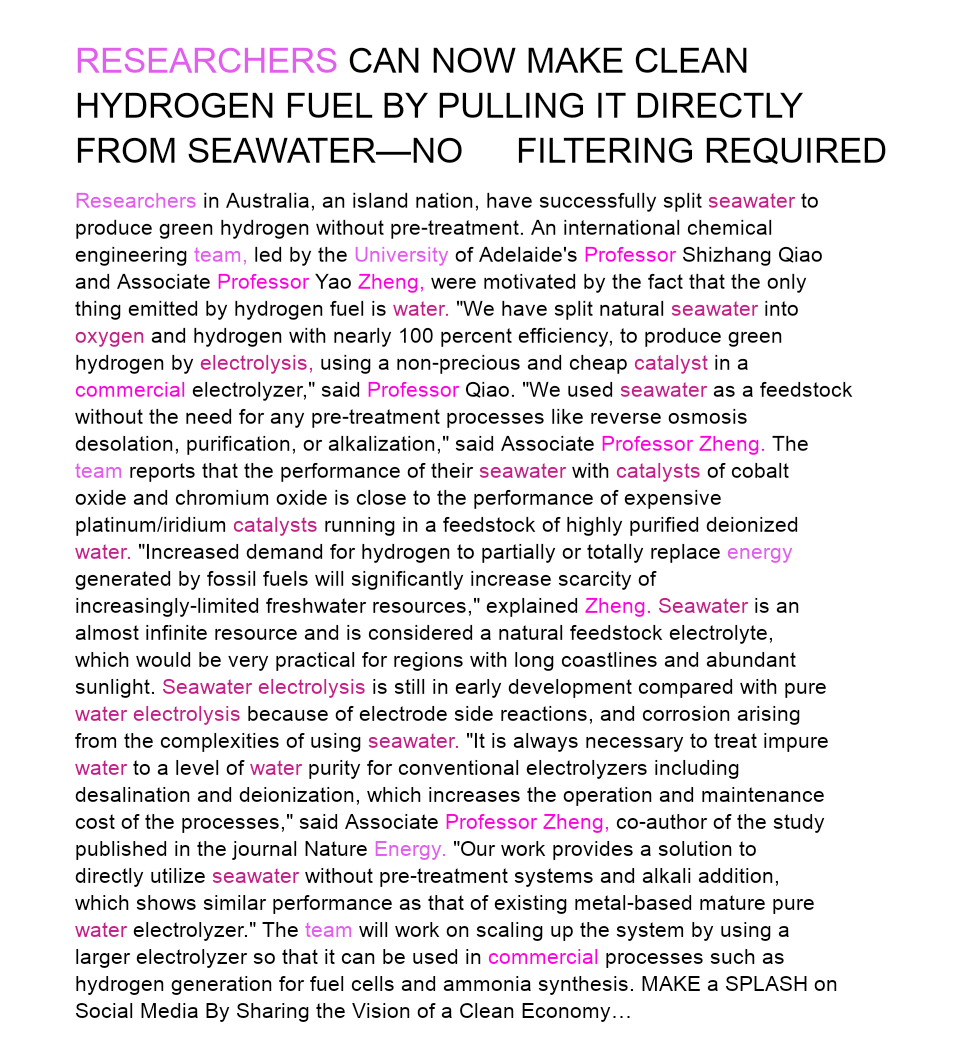 RESEARCHERS CAN NOW MAKE CLEAN
HYDROGEN FUEL BY PULLING IT DIRECTLY
FROM SEAWATER—NO FILTERING REQUIRED
Researchers in Australia, an island nation, have successfully split seawater to
produce green hydrogen without pre-treatment. An international chemical
engineering team, led by the University of Adelaide's Professor Shizhang Qiao
and Associate Professor Yao Zheng, were motivated by the fact that the only
thing emitted by hydrogen fuel is water. "We have split natural seawater into
oxygen and hydrogen with nearly 100 percent efficiency, to produce green
hydrogen by electrolysis, using a non-precious and cheap catalyst in a
commercial electrolyzer," said Professor Qiao. "We used seawater as a feedstock
without the need for any pre-treatment processes like reverse osmosis
desolation, purification, or alkalization," said Associate Professor Zheng. The
team reports that the performance of their seawater with catalysts of cobalt
oxide and chromium oxide is close to the performance of expensive
platinum/iridium catalysts running in a feedstock of highly purified deionized
water. "Increased demand for hydrogen to partially or totally replace energy
generated by fossil fuels will significantly increase scarcity of
increasingly-limited freshwater resources," explained Zheng. Seawater is an
almost infinite resource and is considered a natural feedstock electrolyte,
which would be very practical for regions with long coastlines and abundant
sunlight. Seawater electrolysis is still in early development compared with pure
water electrolysis because of electrode side reactions, and corrosion arising
from the complexities of using seawater. "It is always necessary to treat impure
water to a level of water purity for conventional electrolyzers including
desalination and deionization, which increases the operation and maintenance
cost of the processes," said Associate Professor Zheng, co-author of the study
published in the journal Nature Energy. "Our work provides a solution to
directly utilize seawater without pre-treatment systems and alkali addition,
which shows similar performance as that of existing metal-based mature pure
water electrolyzer." The team will work on scaling up the system by using a
larger electrolyzer so that it can be used in commercial processes such as
hydrogen generation for fuel cells and ammonia synthesis. MAKE a SPLASH on
Social Media By Sharing the Vision of a Clean Economy…